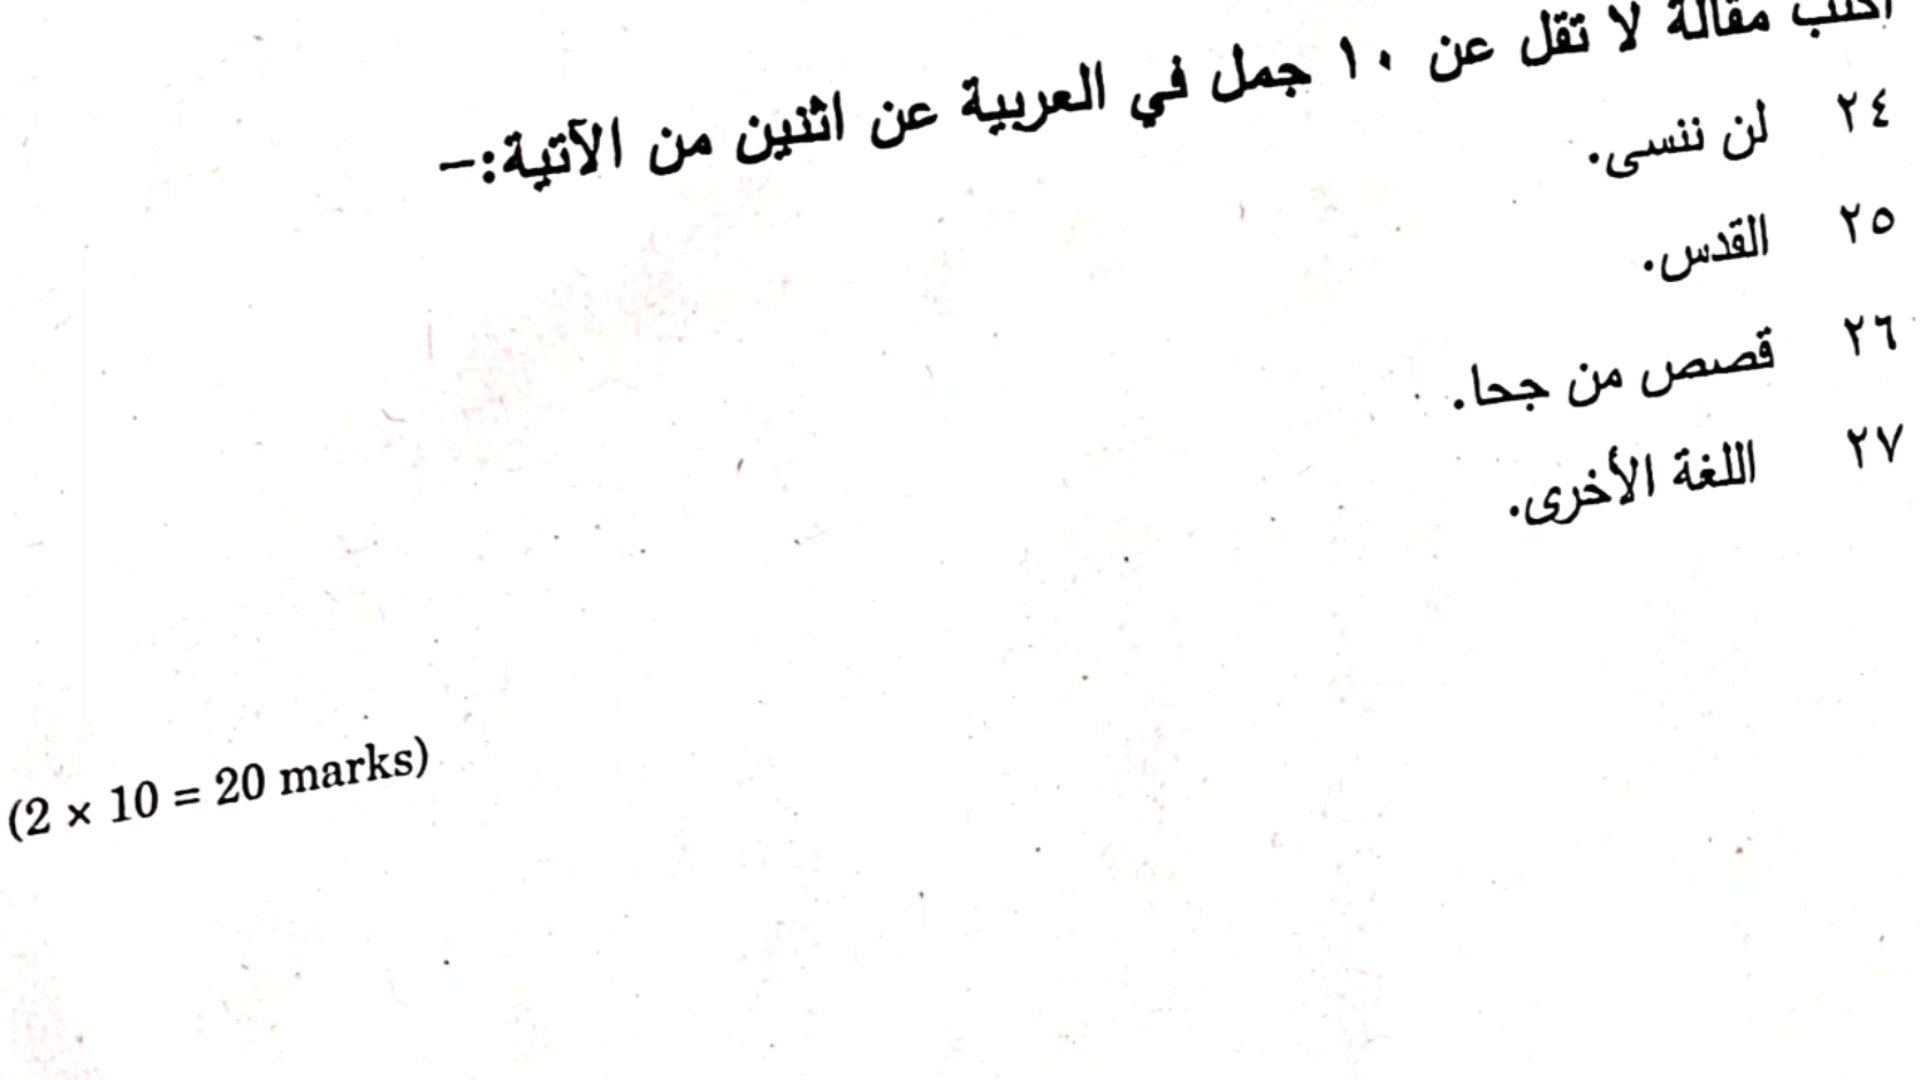 اكتب مقالة لا تقل عن ١٠ جمل في العربية عن اثنين من الآتية:-
٢٤ لن ننسى.
٢٥ القدس.
٢٦ قصص من جحا.
٢٧ اللغة الأخرى.
(2 × 10 = 20 marks)